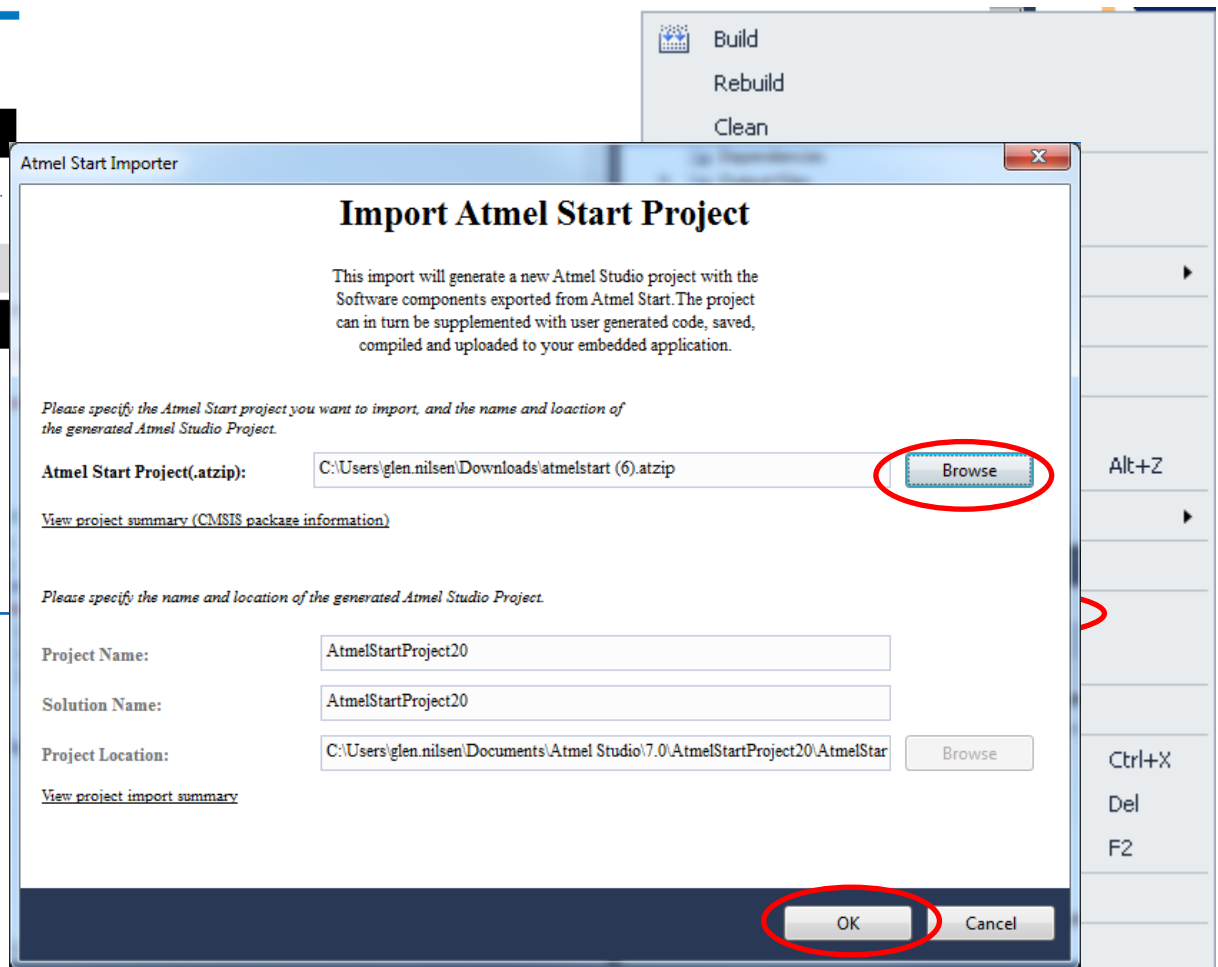 Build
Rebuild
Clean
Atmel Start Importer
Import Atmel Start Project
This import will generate a new Atmel Studio project with the
Software components exported from Atmel Start.The project
can in turn be supplemented with user generated code, saved,
compiled and uploaded to your embedded application.
Please specify the Atmel Start project you want to import, and the name and loaction of
the generated Atmel Studio Project.
Atmel Start Project(.atzip):
C:\Users\glen.nilsen\Downloads\atmelstart (6).atzip
Browse
Alt+Z
View project summary (CMSIS package information)
Please specify the name and location of the generated Atmel Studio Project.
Project Name:
AtmelStartProject20
Solution Name:
AtmelStartProject20
Project Location:
C:\Users\glen.nilsen\Documents\Atmel Studio\7.0\AtmelStartProject20\AtmelStar
Browse
Ctrl+X
View project import summary
Del
F2
OK
Cancel